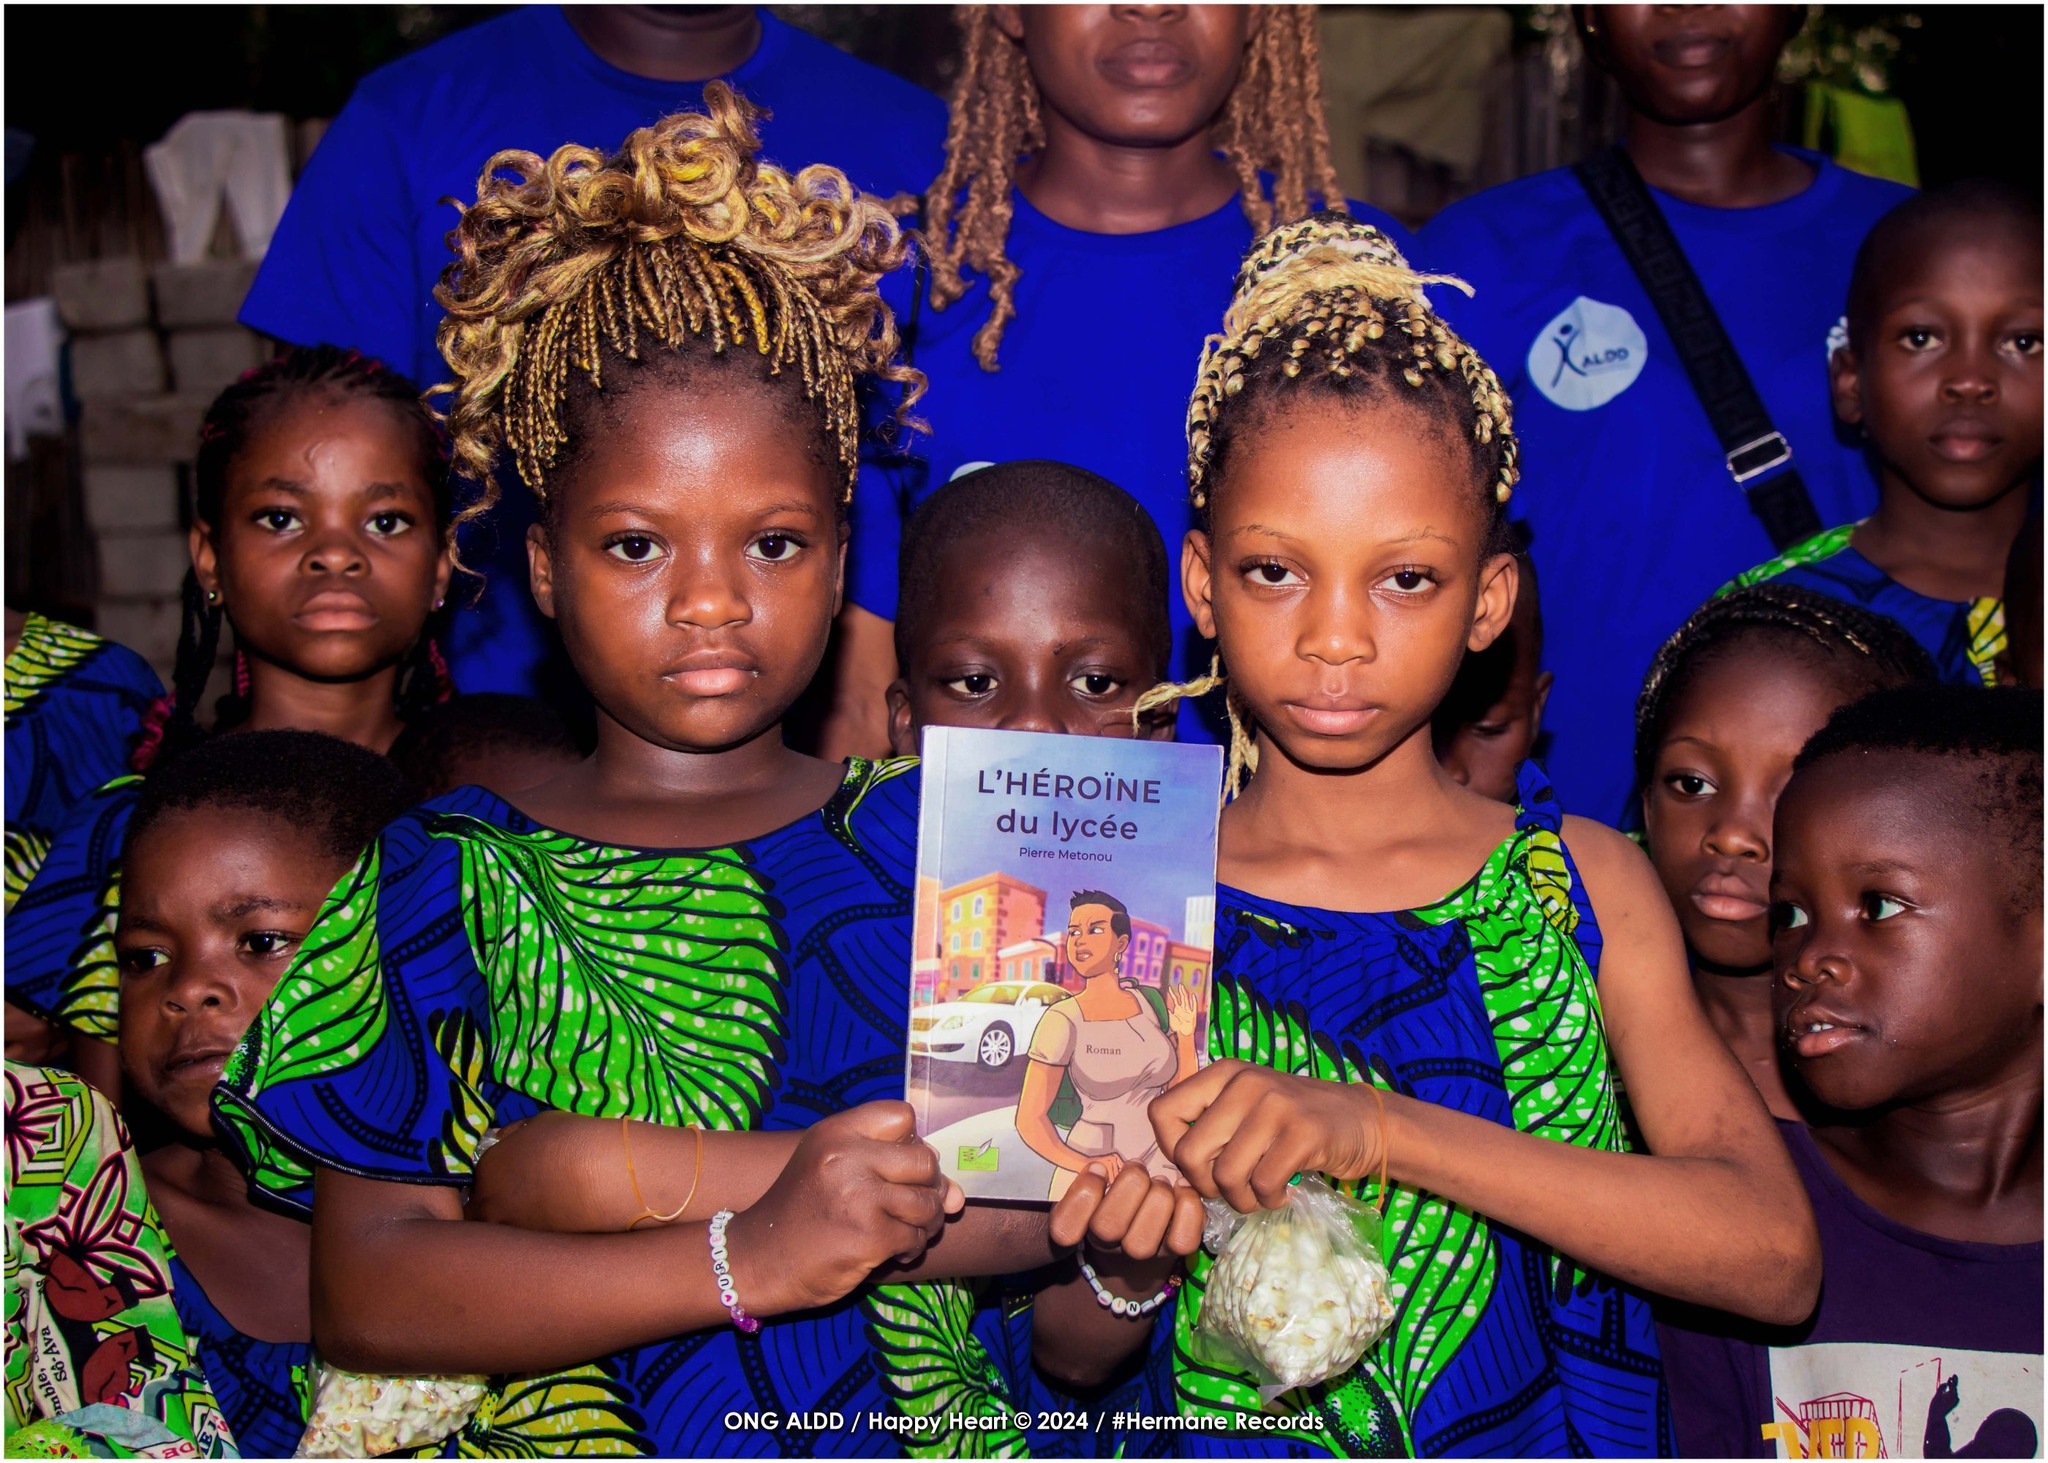 ALDD
L'HÉROÏNE
du lycée
Pierre Metonou
Roman
ONG ALDD / Happy Heart © 2024 / #Hermane Records